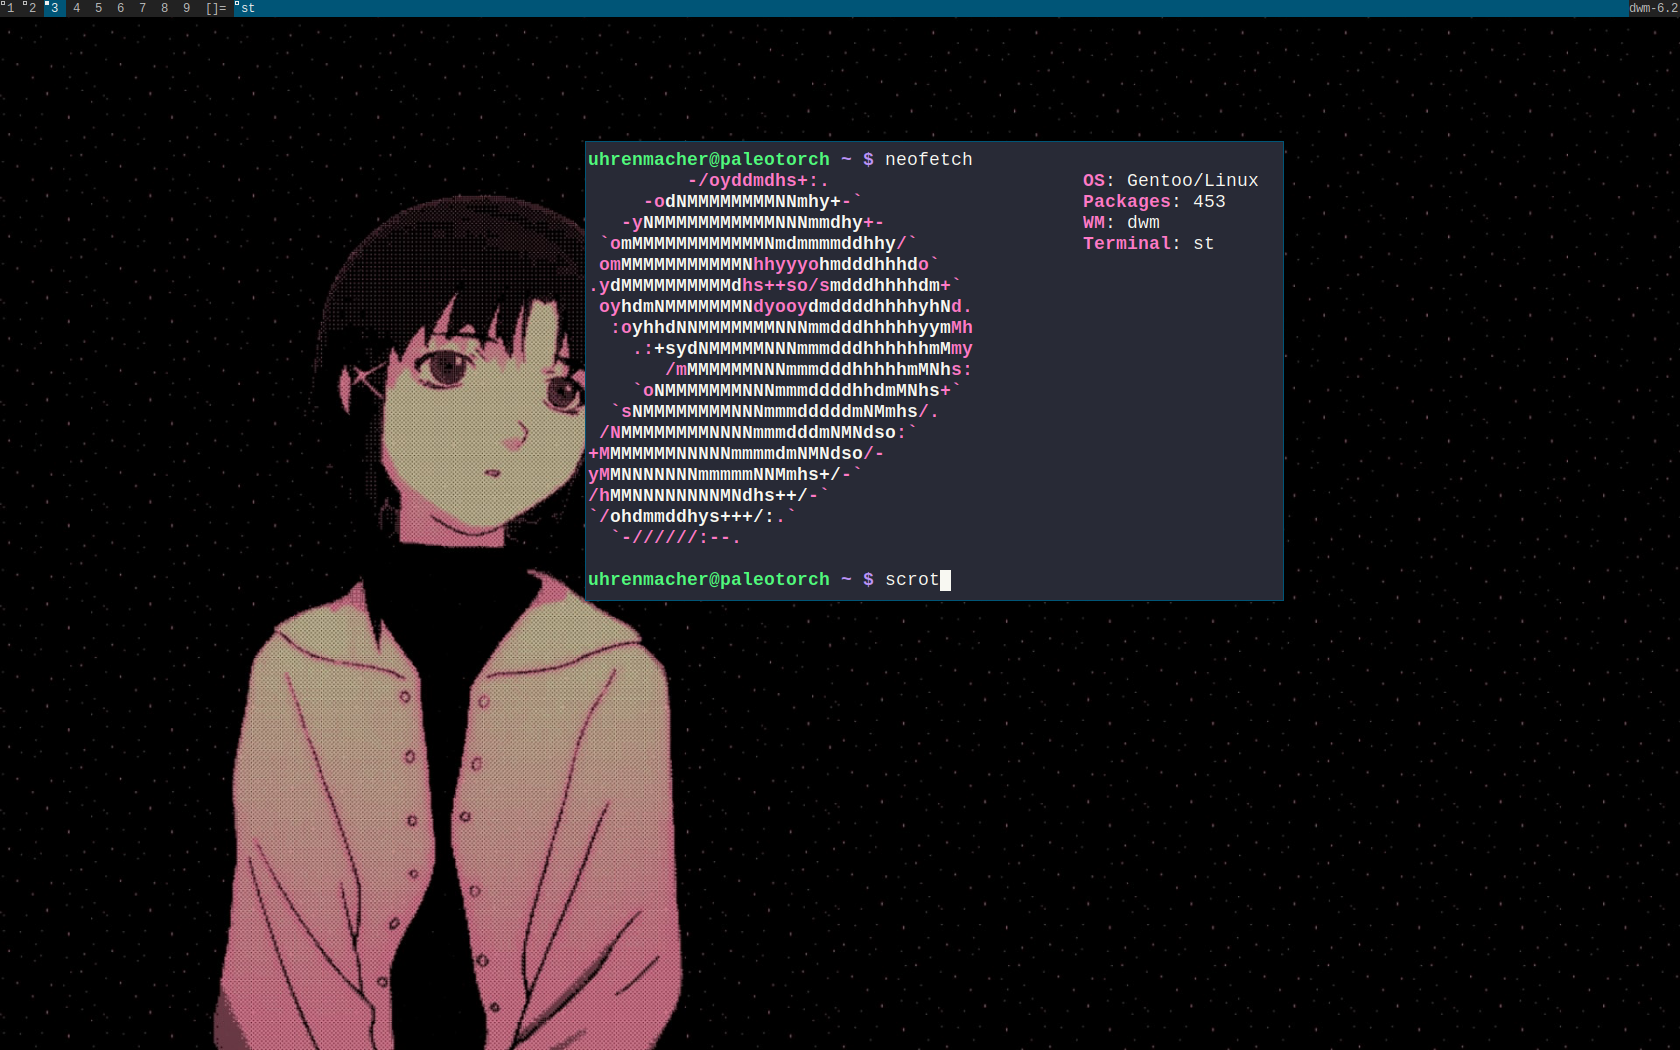 1 2 3 4 5 6 7 8 9 []= st dwm-6.2
uhrenmacher@paleotorch ~ $ neofetch
-/oyddmdhs+:. OS: Gentoo/Linux
-odNMMMMMMMMNNmhy+-` Packages: 453
-yNMMMMMMMMMMMNNNmmdhy+- WM: dwm
`omMMMMMMMMMMMMNmdmmmmddhhy/` Terminal: st
omMMMMMMMMMMMNhhyyyohmdddhhhdo`
.ydMMMMMMMMMMdhs++so/smdddhhhhdm+`
oyhdmNMMMMMMMNdyooydmddddhhhhyhNd.
:oyhhdNNMMMMMMMNNNmmdddhhhhhyymMh
.:+sydNMMMMMNNNmmmdddhhhhhhmMmy
/mMMMMMMNNNmmmdddhhhhhmMNhs:
`oNMMMMMMMNNNmmmddddhhdmMNhs+`
`sNMMMMMMMMNNNmmmdddddmNMmhs/.
/NMMMMMMMMNNNNmmmdddmNMNdso:`
+MMMMMMMNNNNNmmmmdmNMNdso/-
yMMNNNNNNNmmmmmNNMmhs+/-`
/hMMNNNNNNNNMNdhs++/-`
`/ohdmmddhys+++/:.`
`-//////:--.
uhrenmacher@paleotorch ~ $ scrot